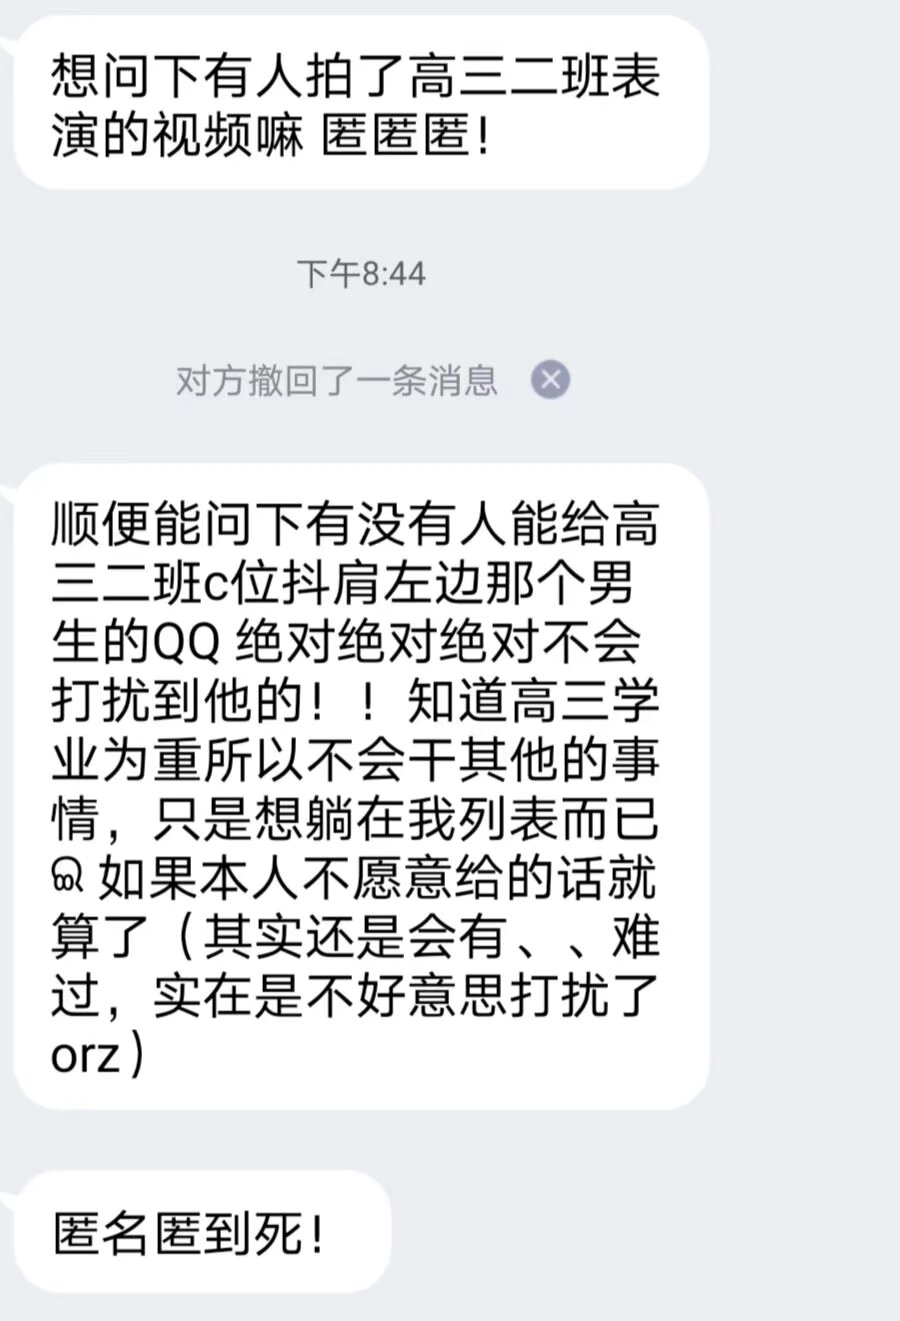 想问下有人拍了高三二班表
演的视频嘛 匿匿匿！
下午8:44
对方撤回了一条消息
顺便能问下有没有人能给高
三二班c位抖肩左边那个男
生的QQ 绝对绝对绝对不会
打扰到他的！！知道高三学
业为重所以不会干其他的事
情，只是想躺在我列表而已
如果本人不愿意给的话就
算了（其实还是会有、、难
过，实在是不好意思打扰了
orz）
匿名匿到死！